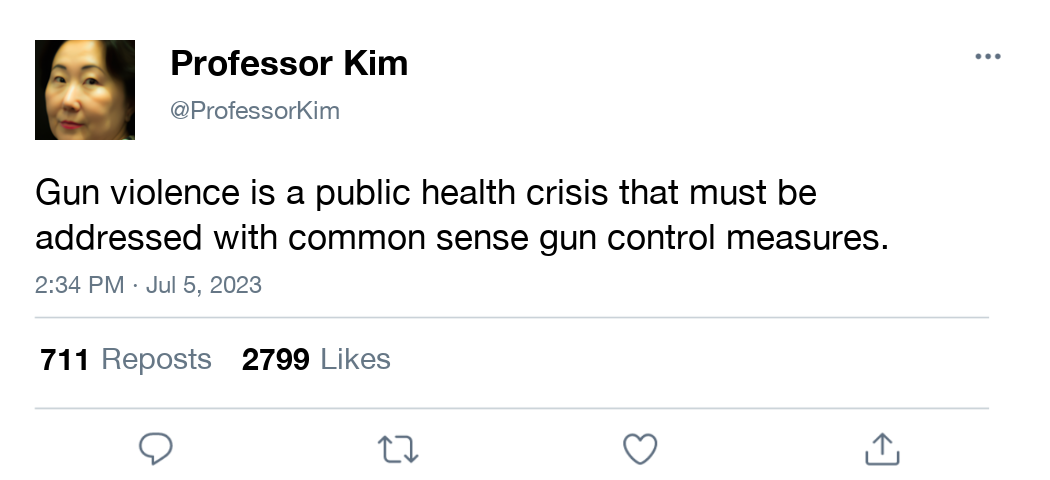 Professor Kim
@ProfessorKim
Gun violence is a public health crisis that must be
addressed with common sense gun control measures.
2:34 PM · Jul 5, 2023
711 Reposts 2799 Likes